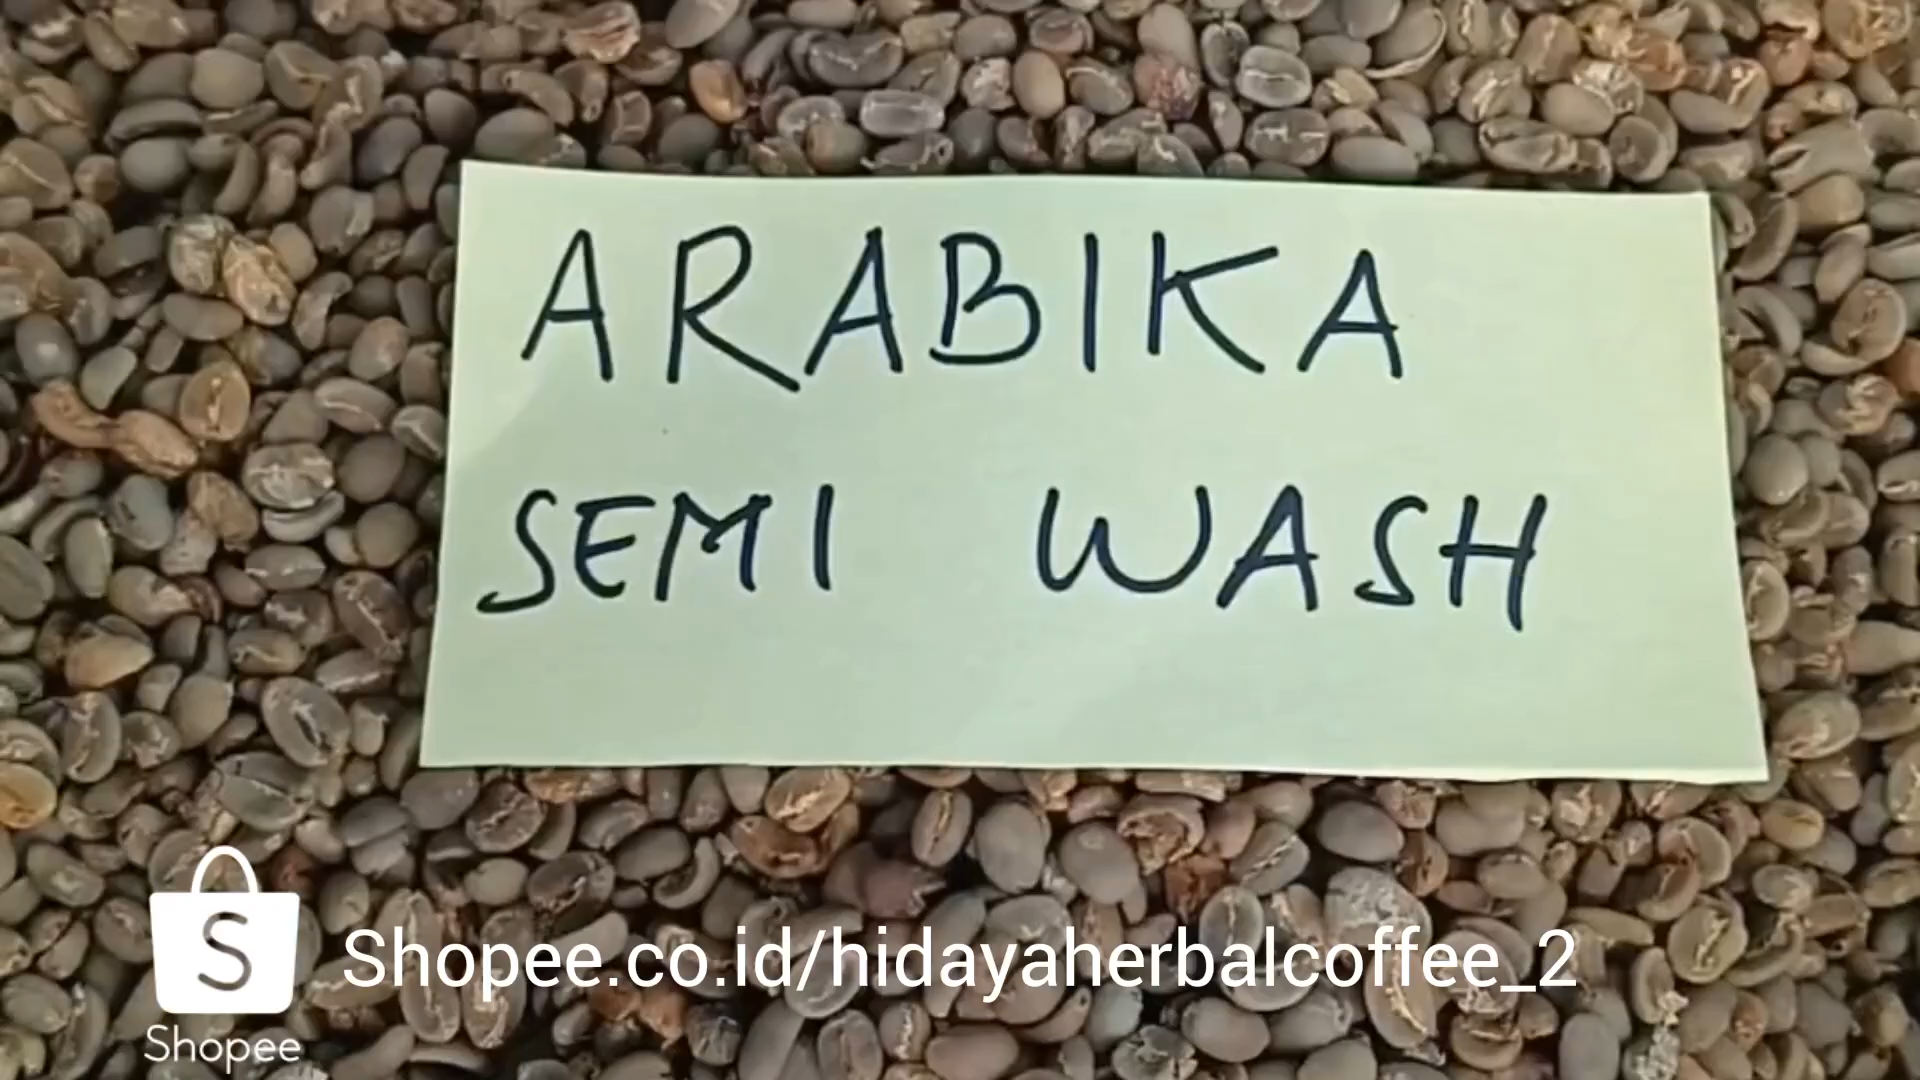 ARABIKA
SEMI WASH
S
Shopee.co.id/hidayaherbalcoffee_2
Shopee